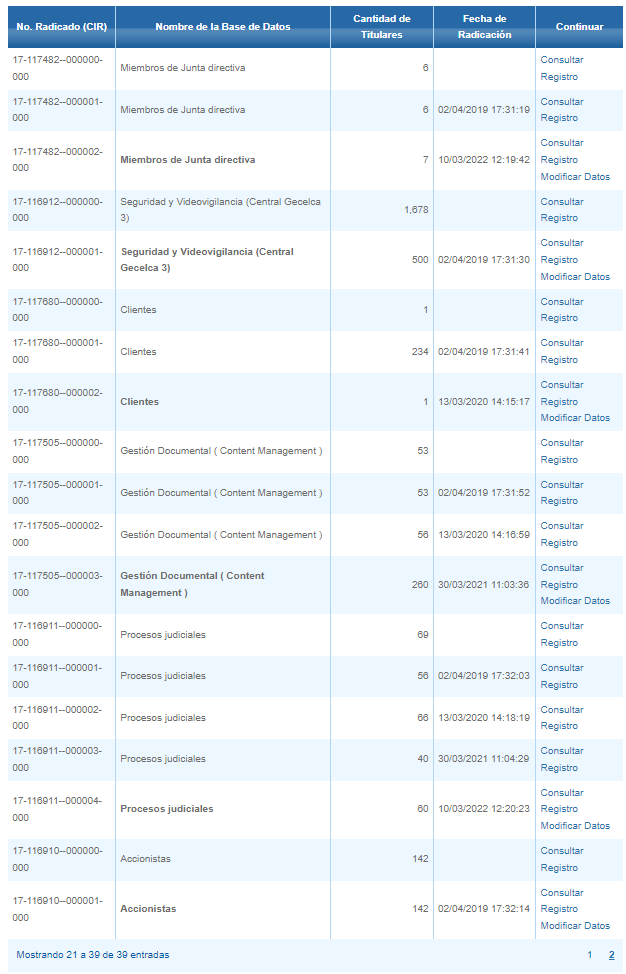 No. Radicado (CIR) Nombre de la Base de Datos Cantidad de Titulares Fecha de Radicación Continuar
17-117482--000000-000 Miembros de Junta directiva 6 Consultar Registro
17-117482--000001-000 Miembros de Junta directiva 6 02/04/2019 17:31:19 Consultar Registro
17-117482--000002-000 Miembros de Junta directiva 7 10/03/2022 12:19:42 Consultar Registro Modificar Datos
17-116912--000000-000 Seguridad y Videovigilancia (Central Gecelca 3) 1,678 Consultar Registro
17-116912--000001-000 Seguridad y Videovigilancia (Central Gecelca 3) 500 02/04/2019 17:31:30 Consultar Registro Modificar Datos
17-117680--000000-000 Clientes 1 Consultar Registro
17-117680--000001-000 Clientes 234 02/04/2019 17:31:41 Consultar Registro
17-117680--000002-000 Clientes 1 13/03/2020 14:15:17 Consultar Registro Modificar Datos
17-117505--000000-000 Gestión Documental ( Content Management ) 53 Consultar Registro
17-117505--000001-000 Gestión Documental ( Content Management ) 53 02/04/2019 17:31:52 Consultar Registro
17-117505--000002-000 Gestión Documental ( Content Management ) 56 13/03/2020 14:16:59 Consultar Registro
17-117505--000003-000 Gestión Documental ( Content Management ) 260 30/03/2021 11:03:36 Consultar Registro Modificar Datos
17-116911--000000-000 Procesos judiciales 69 Consultar Registro
17-116911--000001-000 Procesos judiciales 56 02/04/2019 17:32:03 Consultar Registro
17-116911--000002-000 Procesos judiciales 66 13/03/2020 14:18:19 Consultar Registro
17-116911--000003-000 Procesos judiciales 40 30/03/2021 11:04:29 Consultar Registro
17-116911--000004-000 Procesos judiciales 60 10/03/2022 12:20:23 Consultar Registro Modificar Datos
17-116910--000000-000 Accionistas 142 Consultar Registro
17-116910--000001-000 Accionistas 142 02/04/2019 17:32:14 Consultar Registro Modificar Datos
Mostrando 21 a 39 de 39 entradas 1 2